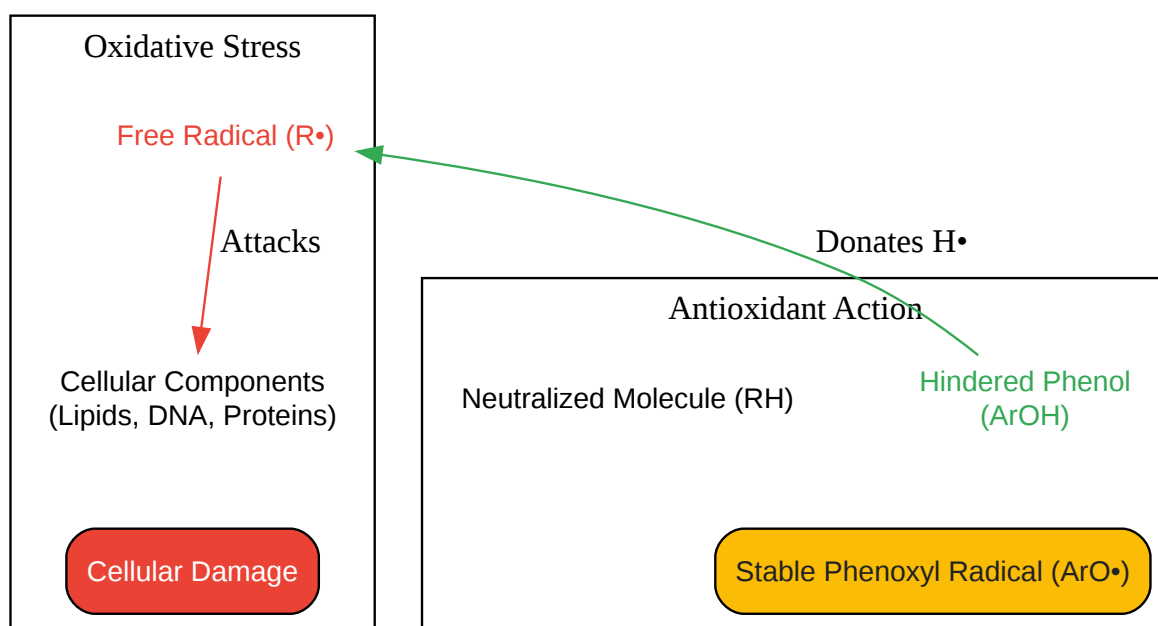 Oxidative Stress
Free Radical (R•)
Attacks
Donates H•
Antioxidant Action
Cellular Components
(Lipids, DNA, Proteins)
Neutralized Molecule (RH)
Hindered Phenol
(ArOH)
Cellular Damage
Stable Phenoxyl Radical (ArO•)